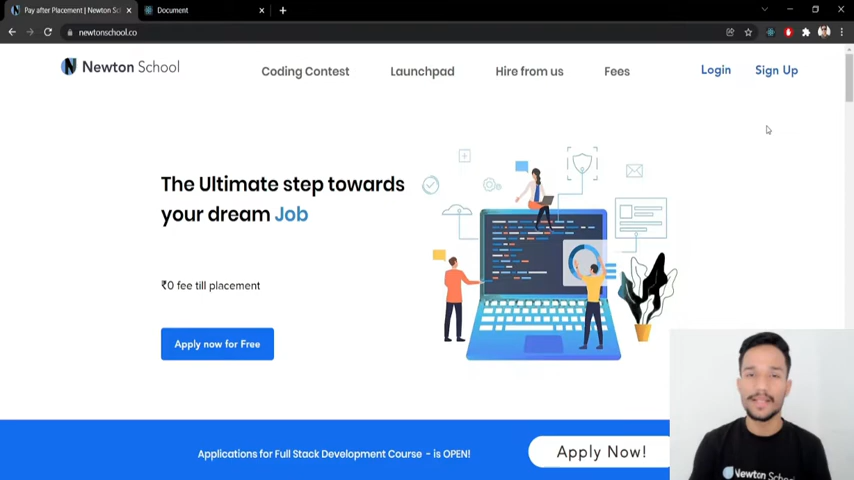 Pay after Placement | Newton Sc
Document
newtonschool.co
N Newton School
Coding Contest
Launchpad
Hire from us
Fees
Login
Sign Up
The Ultimate step towards
your dream Job
₹0 fee till placement
Apply now for Free
Applications for Full Stack Development Course - is OPEN!
Apply Now!
Newton Scho